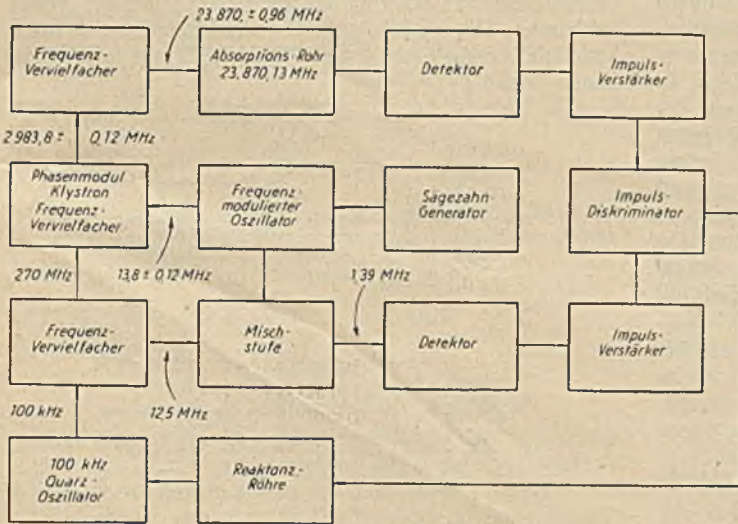 23.870,± 0,96 MHz
Frequenz-
Vervielfacher
Absorptions-Rohr
23.870,13 MHz
Detektor
Impuls-
Verstärker
2983,8 ± 0,12 MHz
Phasenmodul
Klystron
Frequenz-
Vervielfacher
Frequenz-
modulierter
Oszillator
Sägezahn-
Generator
Impuls-
Diskriminator
270 MHz
13,8 ± 0,12 MHz
1,39 MHz
Frequenz-
Vervielfacher
Misch-
stufe
Detektor
Impuls-
Verstärker
100 kHz
12,5 MHz
100 kHz
Quarz-
Oszillator
Reaktanz-
Röhre